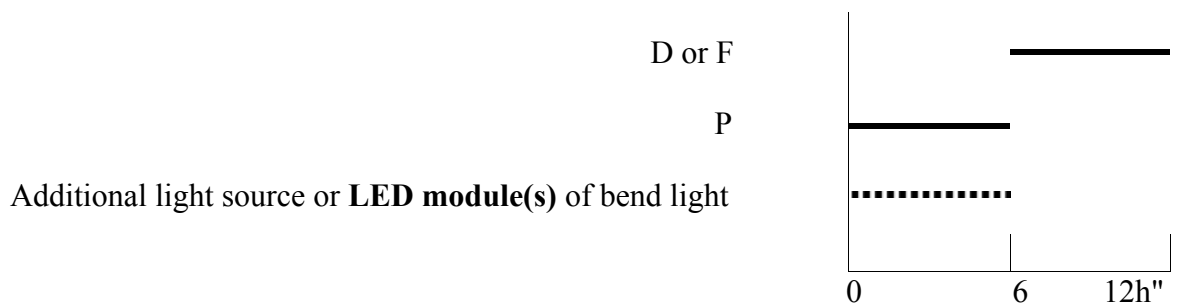 D or F
P
Additional light source or LED module(s) of bend light
0 6 12h"